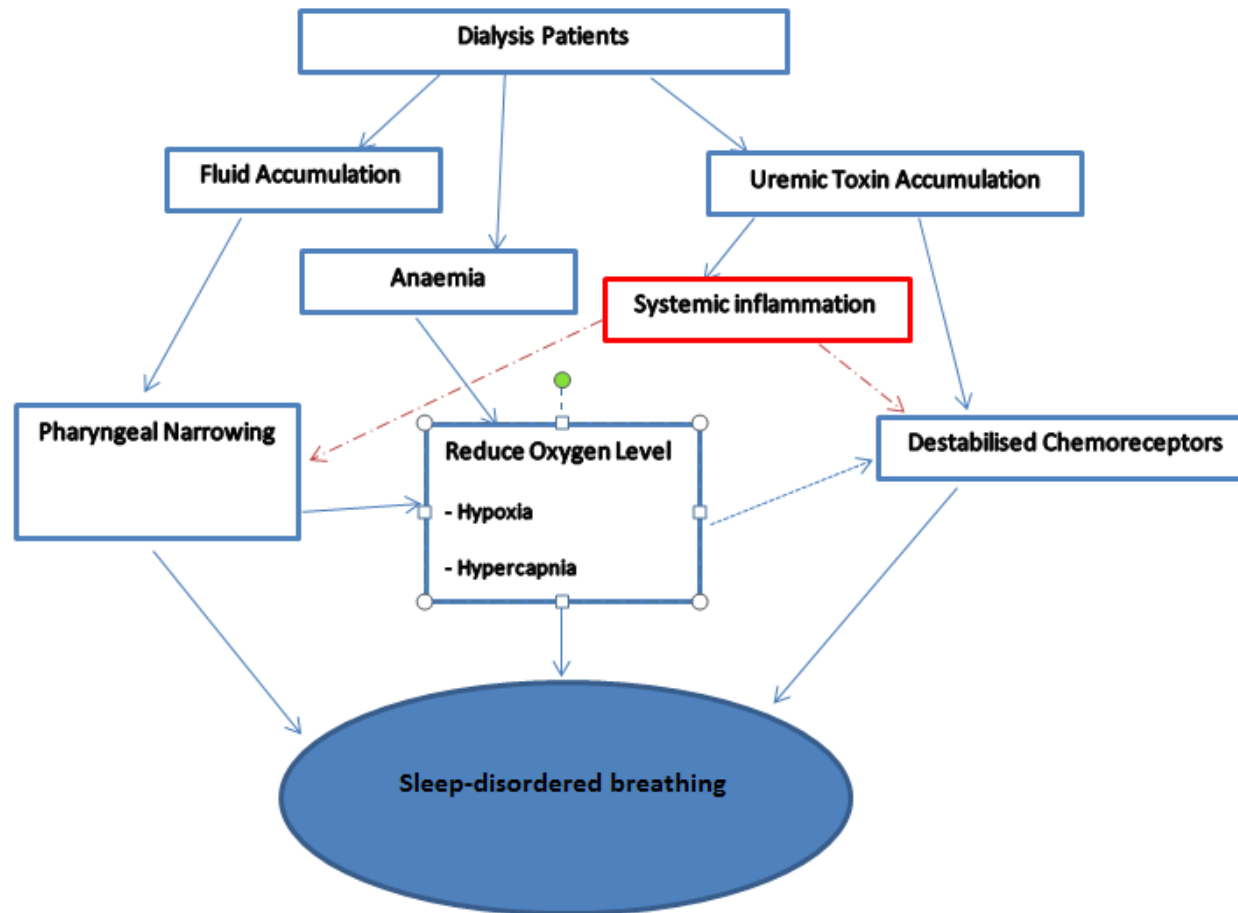 Dialysis Patients
Fluid Accumulation
Uremic Toxin Accumulation
Anaemia
Systemic inflammation
Pharyngeal Narrowing
Reduce Oxygen Level
- Hypoxia
- Hypercapnia
Destabilised Chemoreceptors
Sleep-disordered breathing